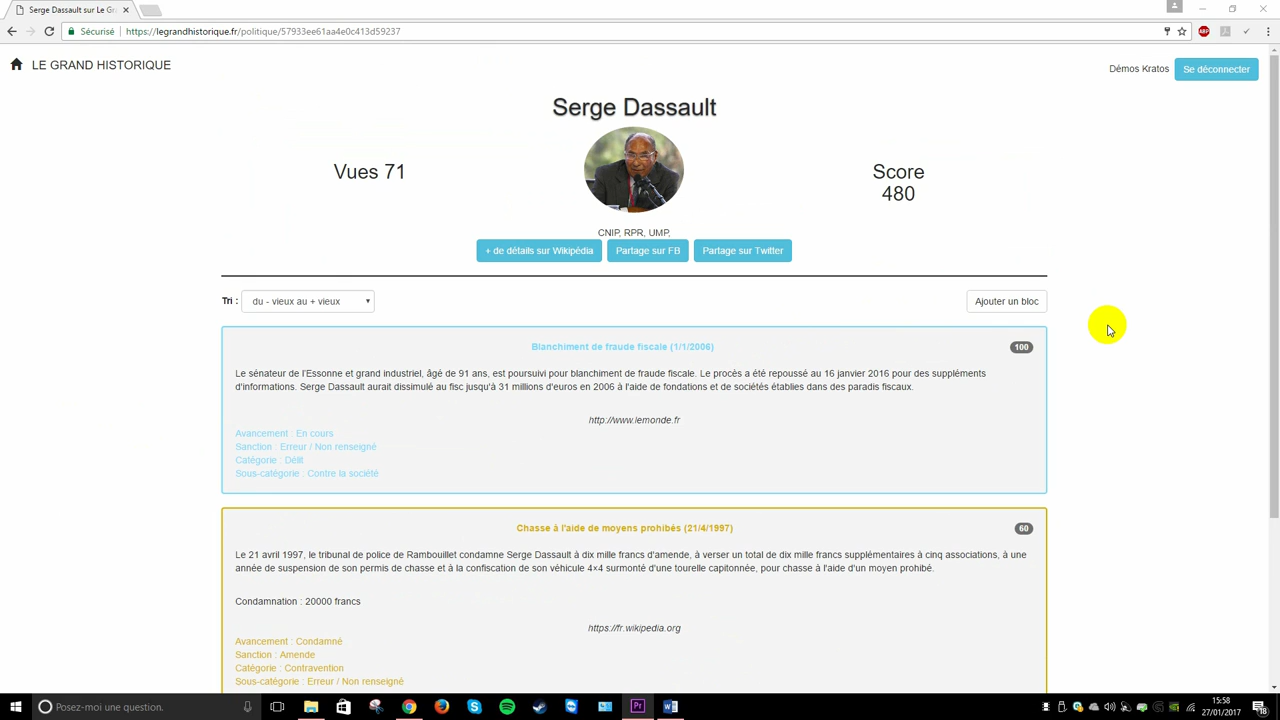 Serge Dassault sur Le Gr
Sécurisé
https://legrandhistorique.fr/politique/57933ee61aa4e0c413d59237
ABP
LE GRAND HISTORIQUE
Démos Kratos
Se déconnecter
Serge Dassault
Vues 71
Score
480
CNIP, RPR, UMP,
+ de détails sur Wikipédia
Partage sur FB
Partage sur Twitter
Tri :
du - vieux au + vieux
Ajouter un bloc
Blanchiment de fraude fiscale (1/1/2006)
100
Le sénateur de l'Essonne et grand industriel, âgé de 91 ans, est poursuivi pour blanchiment de fraude fiscale. Le procès a été repoussé au 16 janvier 2016 pour des suppléments
d'informations. Serge Dassault aurait dissimulé au fisc jusqu'à 31 millions d'euros en 2006 à l'aide de fondations et de sociétés établies dans des paradis fiscaux.
http://www.lemonde.fr
Avancement : En cours
Sanction : Erreur / Non renseigné
Catégorie : Délit
Sous-catégorie : Contre la société
Chasse à l'aide de moyens prohibés (21/4/1997)
60
Le 21 avril 1997, le tribunal de police de Rambouillet condamne Serge Dassault à dix mille francs d'amende, à verser un total de dix mille francs supplémentaires à cinq associations, à une
année de suspension de son permis de chasse et à la confiscation de son véhicule 4×4 surmonté d'une tourelle capitonnée, pour chasse à l'aide d'un moyen prohibé.
Condamnation : 20000 francs
https://fr.wikipedia.org
Avancement : Condamné
Sanction : Amende
Catégorie : Contravention
Sous-catégorie : Erreur / Non renseigné
Posez-moi une question.
Pr
15:58
27/01/2017
18